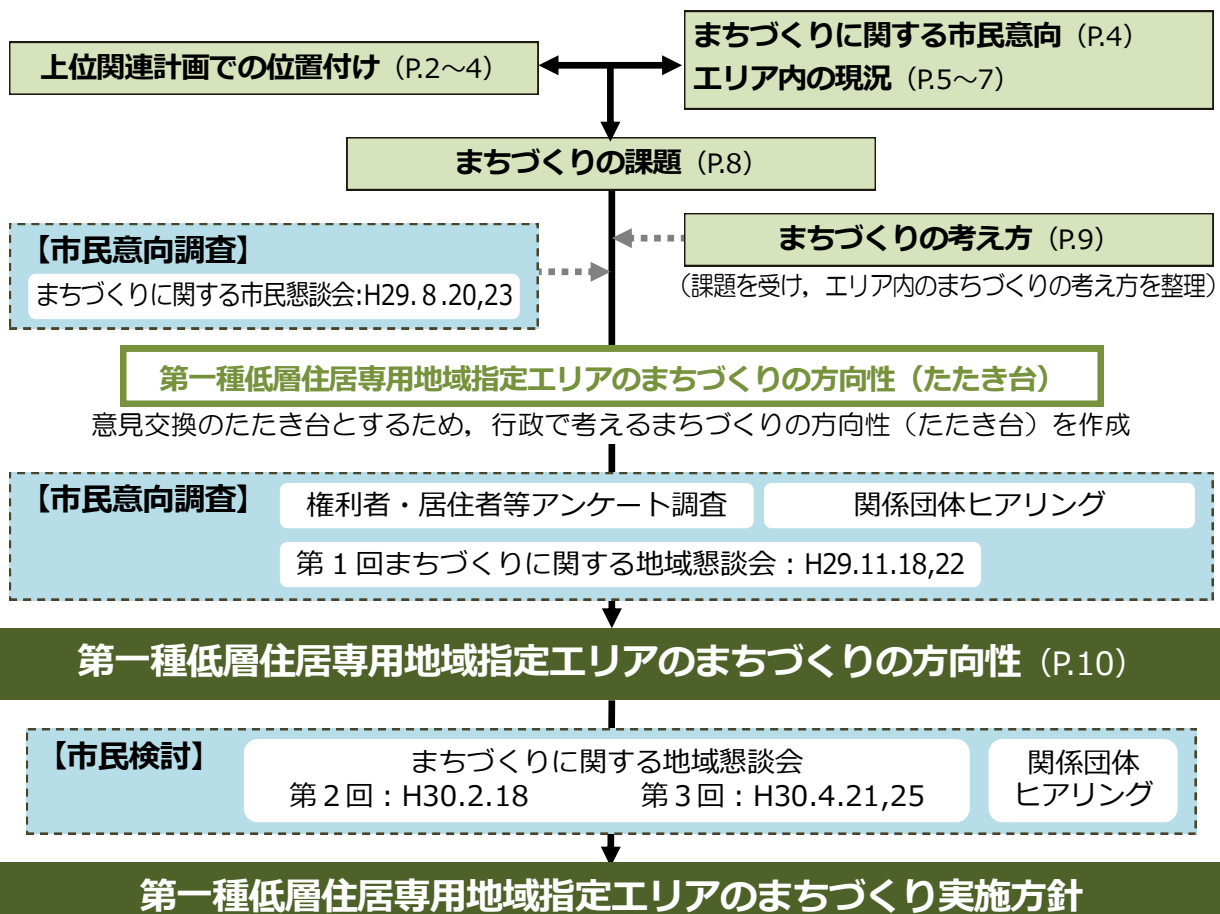 上位関連計画での位置付け（P.2～4）
まちづくりに関する市民意向（P.4）
エリア内の現況（P.5～7）
まちづくりの課題（P.8）
【市民意向調査】
まちづくりに関する市民懇談会:H29.8.20,23
まちづくりの考え方（P.9）
（課題を受け，エリア内のまちづくりの考え方を整理）
第一種低層住居専用地域指定エリアのまちづくりの方向性（たたき台）
意見交換のたたき台とするため，行政で考えるまちづくりの方向性（たたき台）を作成
【市民意向調査】
権利者・居住者等アンケート調査
関係団体ヒアリング
第１回まちづくりに関する地域懇談会：H29.11.18,22
第一種低層住居専用地域指定エリアのまちづくりの方向性（P.10）
【市民検討】
まちづくりに関する地域懇談会
第２回：H30.2.18　第３回：H30.4.21,25
関係団体
ヒアリング
第一種低層住居専用地域指定エリアのまちづくり実施方針